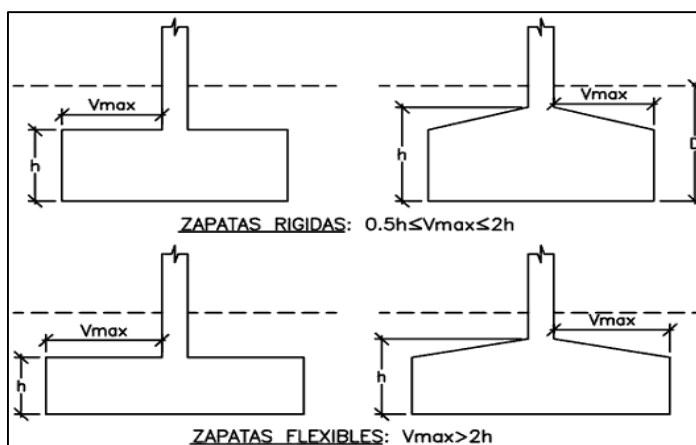 Vmax
Vmax
h
h
D
ZAPATAS RIGIDAS: 0.5h≤Vmax≤2h
Vmax
Vmax
h
h
ZAPATAS FLEXIBLES: Vmax>2h